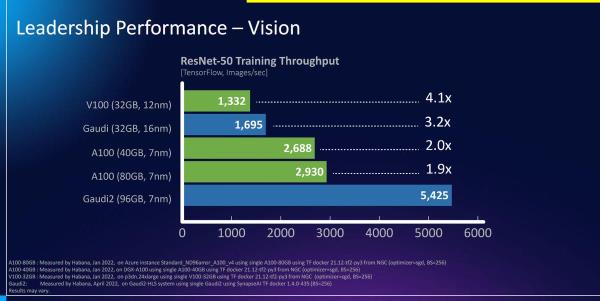 Leadership Performance – Vision
ResNet-50 Training Throughput
[TensorFlow, Images/sec]
V100 (32GB, 12nm) 1,332 4.1x
Gaudi (32GB, 16nm) 1,695 3.2x
A100 (40GB, 7nm) 2,688 2.0x
A100 (80GB, 7nm) 2,930 1.9x
Gaudi2 (96GB, 7nm) 5,425
0 1000 2000 3000 4000 5000 6000
A100-80GB : Measured by Habana, Jan 2022, on Azure instance Standard_ND96amsr_A100_v4 using single A100-80GB using TF docker 21.12-tf2-py3 from NGC (optimizer=sgd, BS=256)
A100-40GB : Measured by Habana, Jan 2022, on DGX-A100 using single A100-40GB using TF docker 21.12-tf2-py3 from NGC (optimizer=sgd, BS=256)
V100-32GB : Measured by Habana, Jan 2022, on p3dn.24xlarge using single V100-32GB using TF docker 21.12-tf2-py3 from NGC (optimizer=sgd, BS=256)
Gaudi2: Measured by Habana, April 2022, on Gaudi2-HLS system using single Gaudi2 using SynapseAI TF docker 1.4.0-435 (BS=256)
Results may vary.